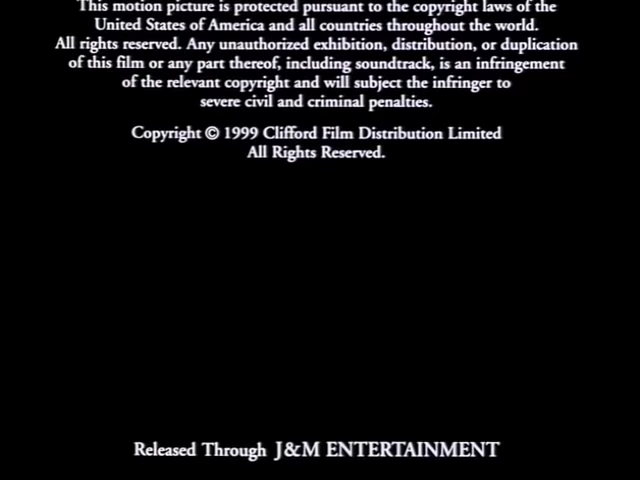 This motion picture is protected pursuant to the copyright laws of the
United States of America and all countries throughout the world.
All rights reserved. Any unauthorized exhibition, distribution, or duplication
of this film or any part thereof, including soundtrack, is an infringement
of the relevant copyright and will subject the infringer to
severe civil and criminal penalties.
Copyright © 1999 Clifford Film Distribution Limited
All Rights Reserved.
Released Through J&M ENTERTAINMENT